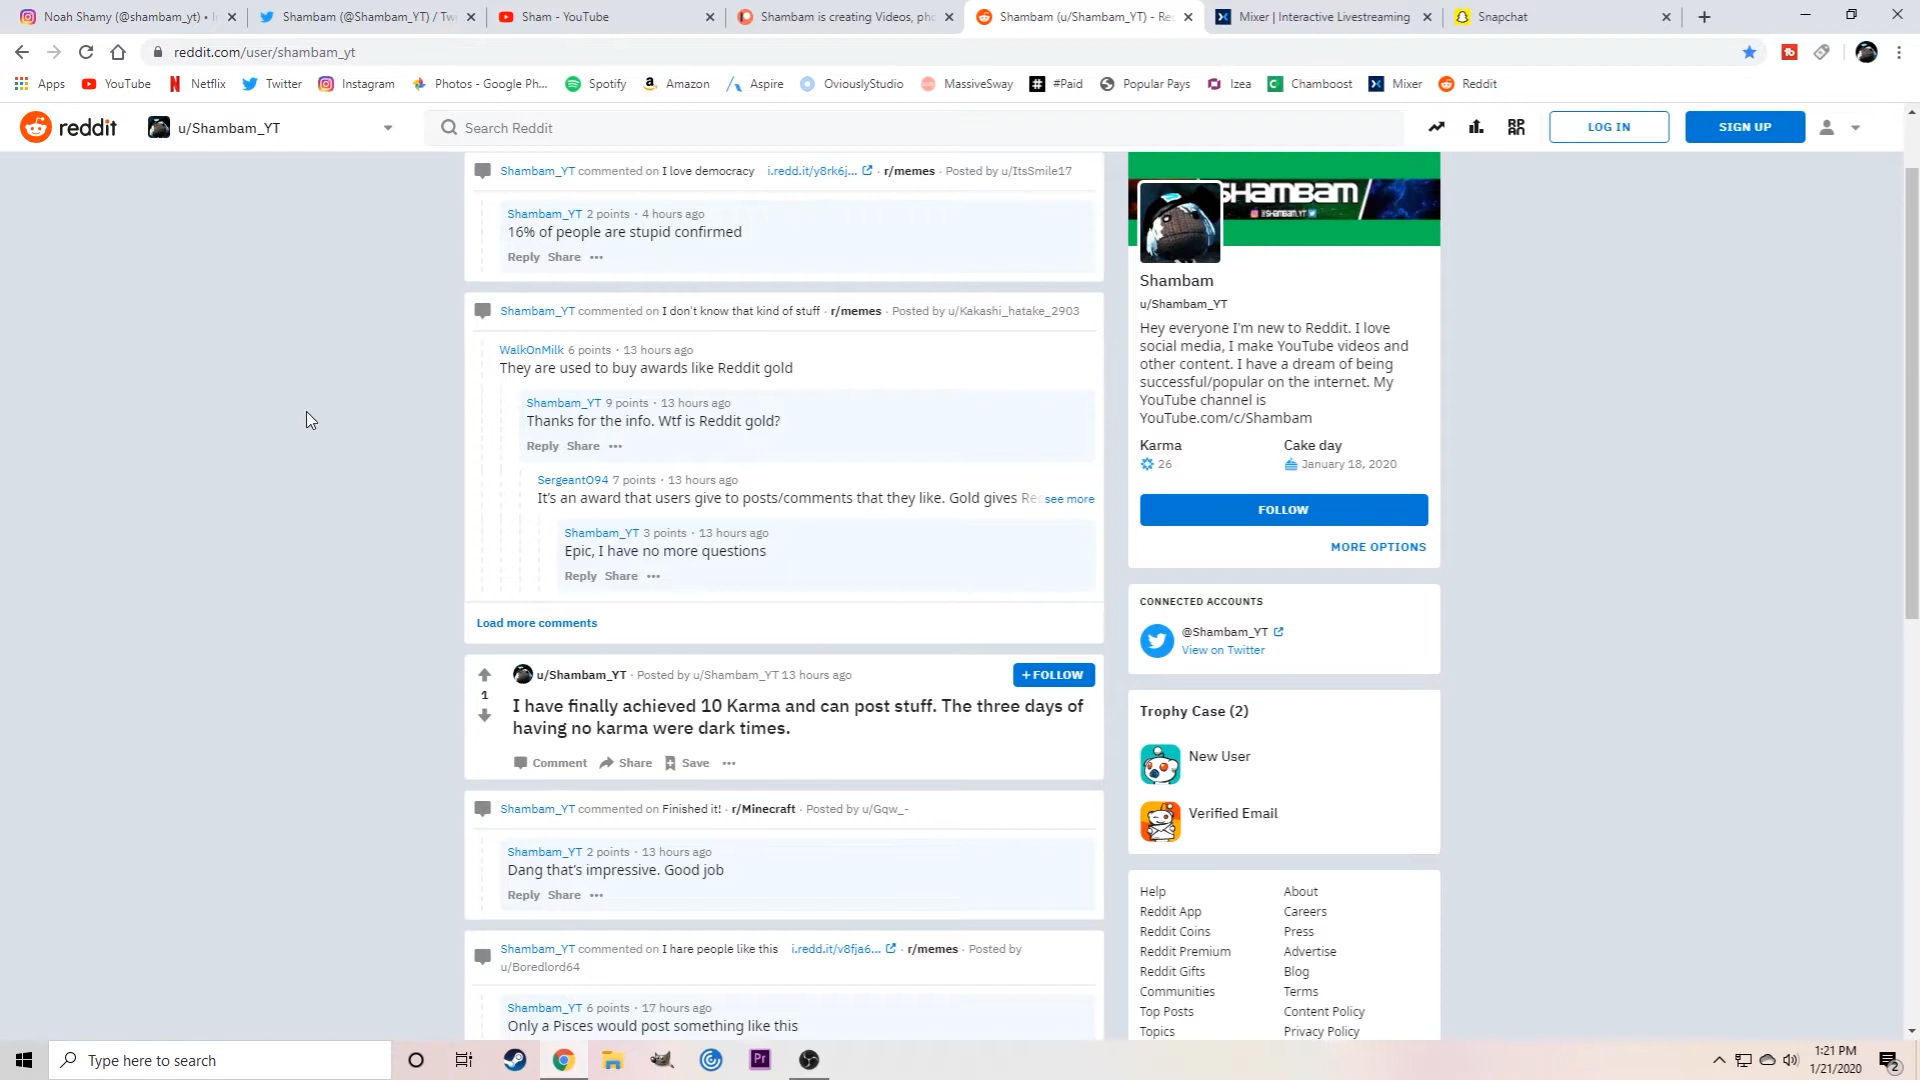 Noah Shamy (@shambam_yt) •
Shambam (@Shambam_YT) / Tw
Sham - YouTube
Shambam is creating Videos, ph
Shambam (u/Shambam_YT) - Re
Mixer | Interactive Livestreaming
Snapchat
reddit.com/user/shambam_yt
Apps
YouTube
Netflix
Twitter
Instagram
Photos - Google Ph...
Spotify
Amazon
Aspire
OviouslyStudio
MassiveSway
#Paid
Popular Pays
Izea
Chamboost
Mixer
Reddit
reddit
u/Shambam_YT
Search Reddit
LOG IN
SIGN UP
Shambam_YT commented on I love democracy i.redd.it/y8rk6j... · r/memes · Posted by u/ItsSmile17
Shambam_YT 2 points · 4 hours ago
16% of people are stupid confirmed
Reply Share •••
Shambam_YT commented on I don't know that kind of stuff · r/memes · Posted by u/Kakashi_hatake_2903
WalkOnMilk 6 points · 13 hours ago
They are used to buy awards like Reddit gold
Shambam_YT 9 points · 13 hours ago
Thanks for the info. Wtf is Reddit gold?
Reply Share •••
SergeantO94 7 points · 13 hours ago
It's an award that users give to posts/comments that they like. Gold gives Re see more
Shambam_YT 3 points · 13 hours ago
Epic, I have no more questions
Reply Share •••
Load more comments
u/Shambam_YT · Posted by u/Shambam_YT 13 hours ago
+ FOLLOW
1
I have finally achieved 10 Karma and can post stuff. The three days of
having no karma were dark times.
Comment Share Save •••
Shambam_YT commented on Finished it! · r/Minecraft · Posted by u/Gqw_-
Shambam_YT 2 points · 13 hours ago
Dang that's impressive. Good job
Reply Share •••
Shambam_YT commented on I hare people like this i.redd.it/v8fja6... · r/memes · Posted by
u/Boredlord64
Shambam_YT 6 points · 17 hours ago
Only a Pisces would post something like this
SHAMBAM
Shambam
u/Shambam_YT
Hey everyone I'm new to Reddit. I love
social media, I make YouTube videos and
other content. I have a dream of being
successful/popular on the internet. My
YouTube channel is
YouTube.com/c/Shambam
Karma
Cake day
26
January 18, 2020
FOLLOW
MORE OPTIONS
CONNECTED ACCOUNTS
@Shambam_YT
View on Twitter
Trophy Case (2)
New User
Verified Email
Help
About
Reddit App
Careers
Reddit Coins
Press
Reddit Premium
Advertise
Reddit Gifts
Blog
Communities
Terms
Top Posts
Content Policy
Topics
Privacy Policy
Type here to search
Pr
1:21 PM
1/21/2020
2